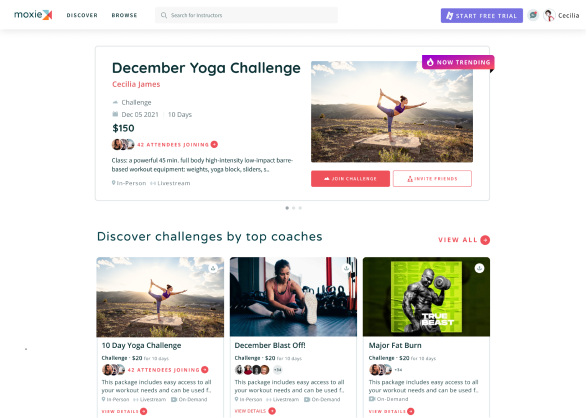 moxie DISCOVER BROWSE Search for instructors START FREE TRIAL Cecilia
NOW TRENDING
December Yoga Challenge
Cecilia James
Challenge
Dec 05 2021 10 Days
$150
42 ATTENDEES JOINING
Class: a powerful 45 min. full body high-intensity low-impact barre-
based workout equipment: weights, yoga block, sliders, s..
In-Person Livestream
JOIN CHALLENGE INVITE FRIENDS
Discover challenges by top coaches
VIEW ALL
10 Day Yoga Challenge
Challenge · $20 for 10 days
42 ATTENDEES JOINING
This package includes easy access to all
your workout needs and can be used f..
In-Person Livestream On-Demand
VIEW DETAILS
December Blast Off!
Challenge · $20 for 10 days
+34
This package includes easy access to all
your workout needs and can be used f..
In-Person Livestream On-Demand
VIEW DETAILS
TRUE
BEAST
Major Fat Burn
Challenge · $20 for 10 days
This package includes easy access to all
your workout needs and can be used f..
On-Demand
VIEW DETAILS